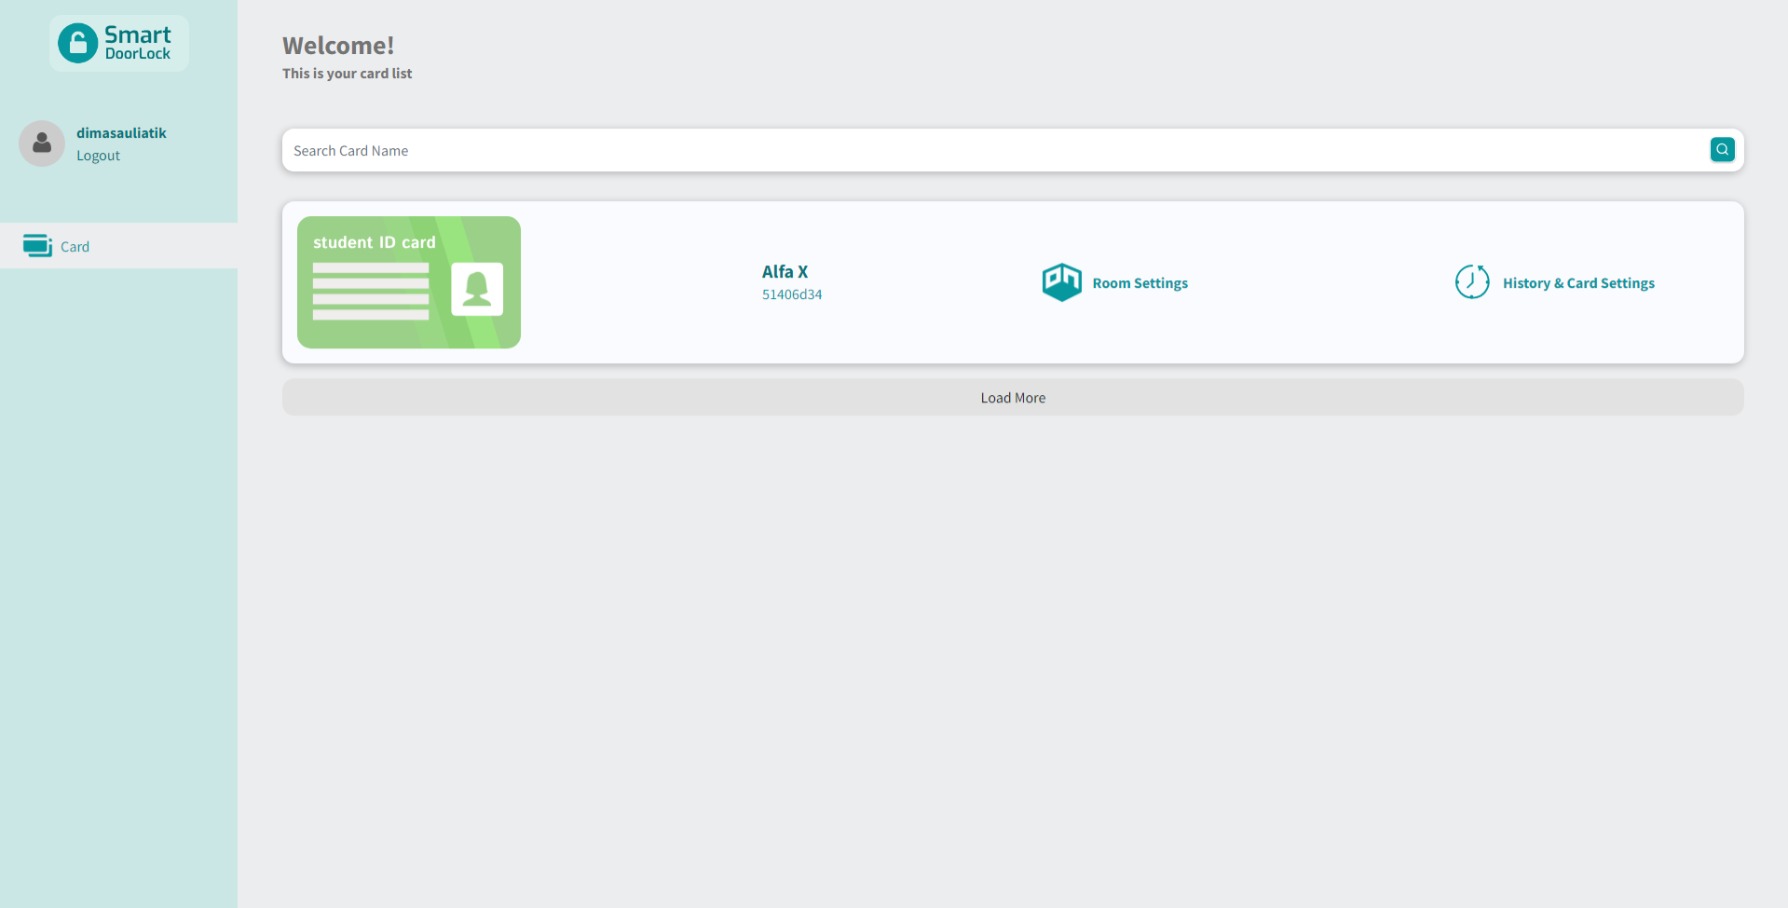 Smart
DoorLock
dimasauliatik
Logout
Card
Welcome!
This is your card list
Search Card Name
student ID card
Alfa X
51406d34
Room Settings
History & Card Settings
Load More